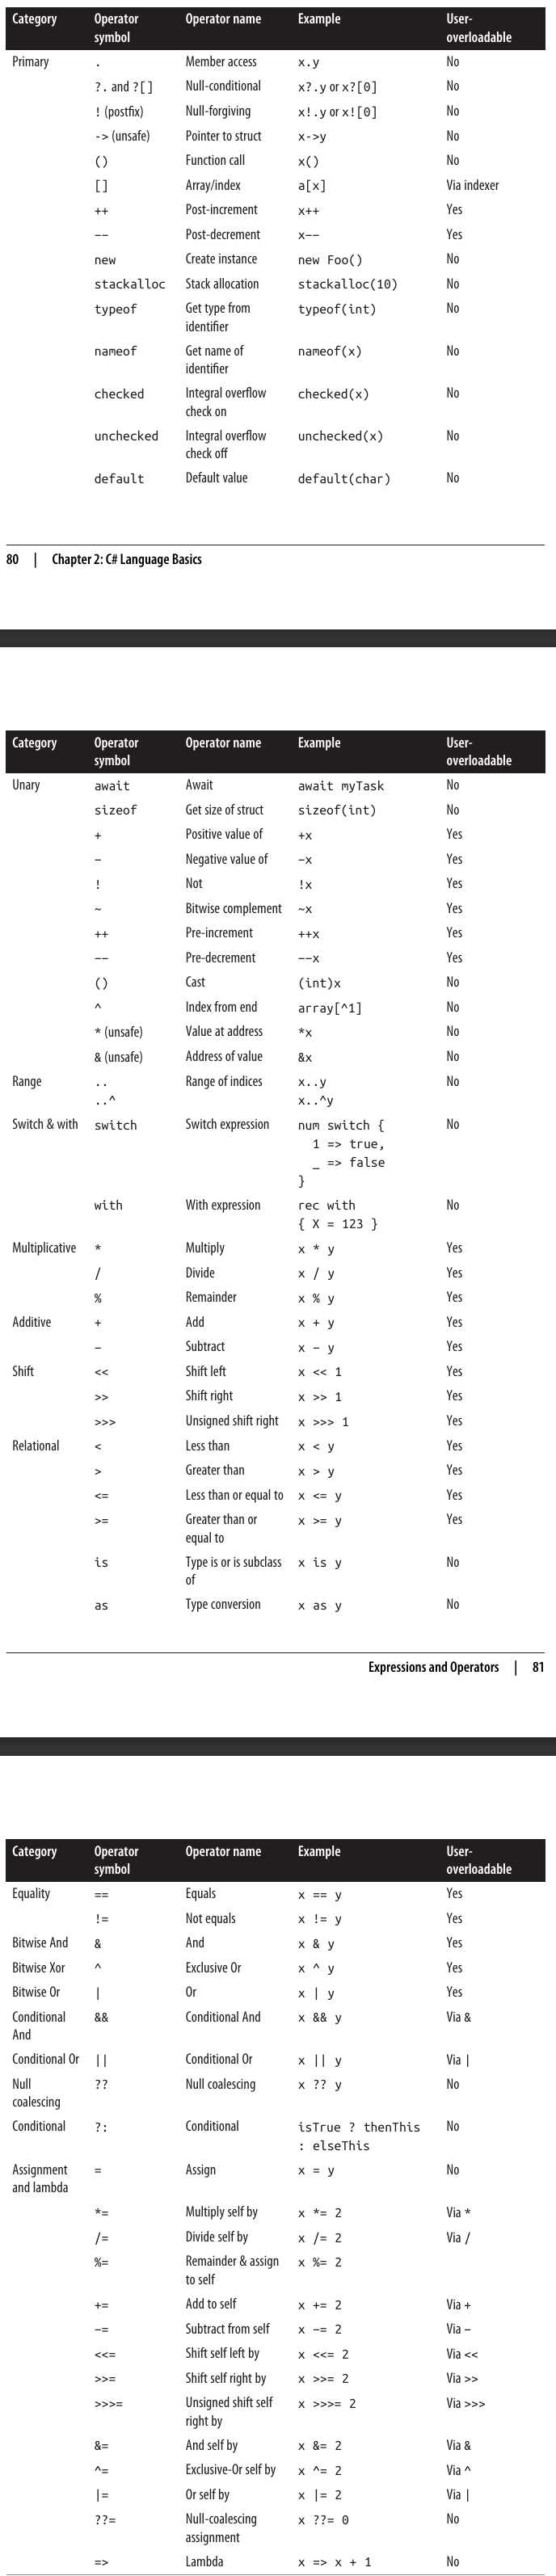 Category Operator Operator name Example User-
symbol overloadable
Primary . Member access x.y No
?. and ?[] Null-conditional x?.y or x?[0] No
! (postfix) Null-forgiving x!.y or x![0] No
-> (unsafe) Pointer to struct x->y No
() Function call x() No
[] Array/index a[x] Via indexer
++ Post-increment x++ Yes
-- Post-decrement x-- Yes
new Create instance new Foo() No
stackalloc Stack allocation stackalloc(10) No
typeof Get type from typeof(int) No
identifier
nameof Get name of nameof(x) No
identifier
checked Integral overflow checked(x) No
check on
unchecked Integral overflow unchecked(x) No
check off
default Default value default(char) No
80 | Chapter 2: C# Language Basics
Category Operator Operator name Example User-
symbol overloadable
Unary await Await await myTask No
sizeof Get size of struct sizeof(int) No
+ Positive value of +x Yes
– Negative value of –x Yes
! Not !x Yes
~ Bitwise complement ~x Yes
++ Pre-increment ++x Yes
-- Pre-decrement --x Yes
() Cast (int)x No
^ Index from end array[^1] No
* (unsafe) Value at address *x No
& (unsafe) Address of value &x No
Range .. Range of indices x..y No
..^ x..^y
Switch & with switch Switch expression num switch { No
1 => true,
_ => false
}
with With expression rec with No
{ X = 123 }
Multiplicative * Multiply x * y Yes
/ Divide x / y Yes
% Remainder x % y Yes
Additive + Add x + y Yes
– Subtract x – y Yes
Shift << Shift left x << 1 Yes
>> Shift right x >> 1 Yes
>>> Unsigned shift right x >>> 1 Yes
Relational < Less than x < y Yes
> Greater than x > y Yes
<= Less than or equal to x <= y Yes
>= Greater than or x >= y Yes
equal to
is Type is or is subclass x is y No
of
as Type conversion x as y No
Expressions and Operators | 81
Category Operator Operator name Example User-
symbol overloadable
Equality == Equals x == y Yes
!= Not equals x != y Yes
Bitwise And & And x & y Yes
Bitwise Xor ^ Exclusive Or x ^ y Yes
Bitwise Or | Or x | y Yes
Conditional && Conditional And x && y Via &
And
Conditional Or || Conditional Or x || y Via |
Null ?? Null coalescing x ?? y No
coalescing
Conditional ?: Conditional isTrue ? thenThis No
: elseThis
Assignment = Assign x = y No
and lambda
*= Multiply self by x *= 2 Via *
/= Divide self by x /= 2 Via /
%= Remainder & assign x %= 2
to self
+= Add to self x += 2 Via +
–= Subtract from self x –= 2 Via –
<<= Shift self left by x <<= 2 Via <<
>>= Shift self right by x >>= 2 Via >>
>>>= Unsigned shift self x >>>= 2 Via >>>
right by
&= And self by x &= 2 Via &
^= Exclusive-Or self by x ^= 2 Via ^
|= Or self by x |= 2 Via |
??= Null-coalescing x ??= 0 No
assignment
=> Lambda x => x + 1 No